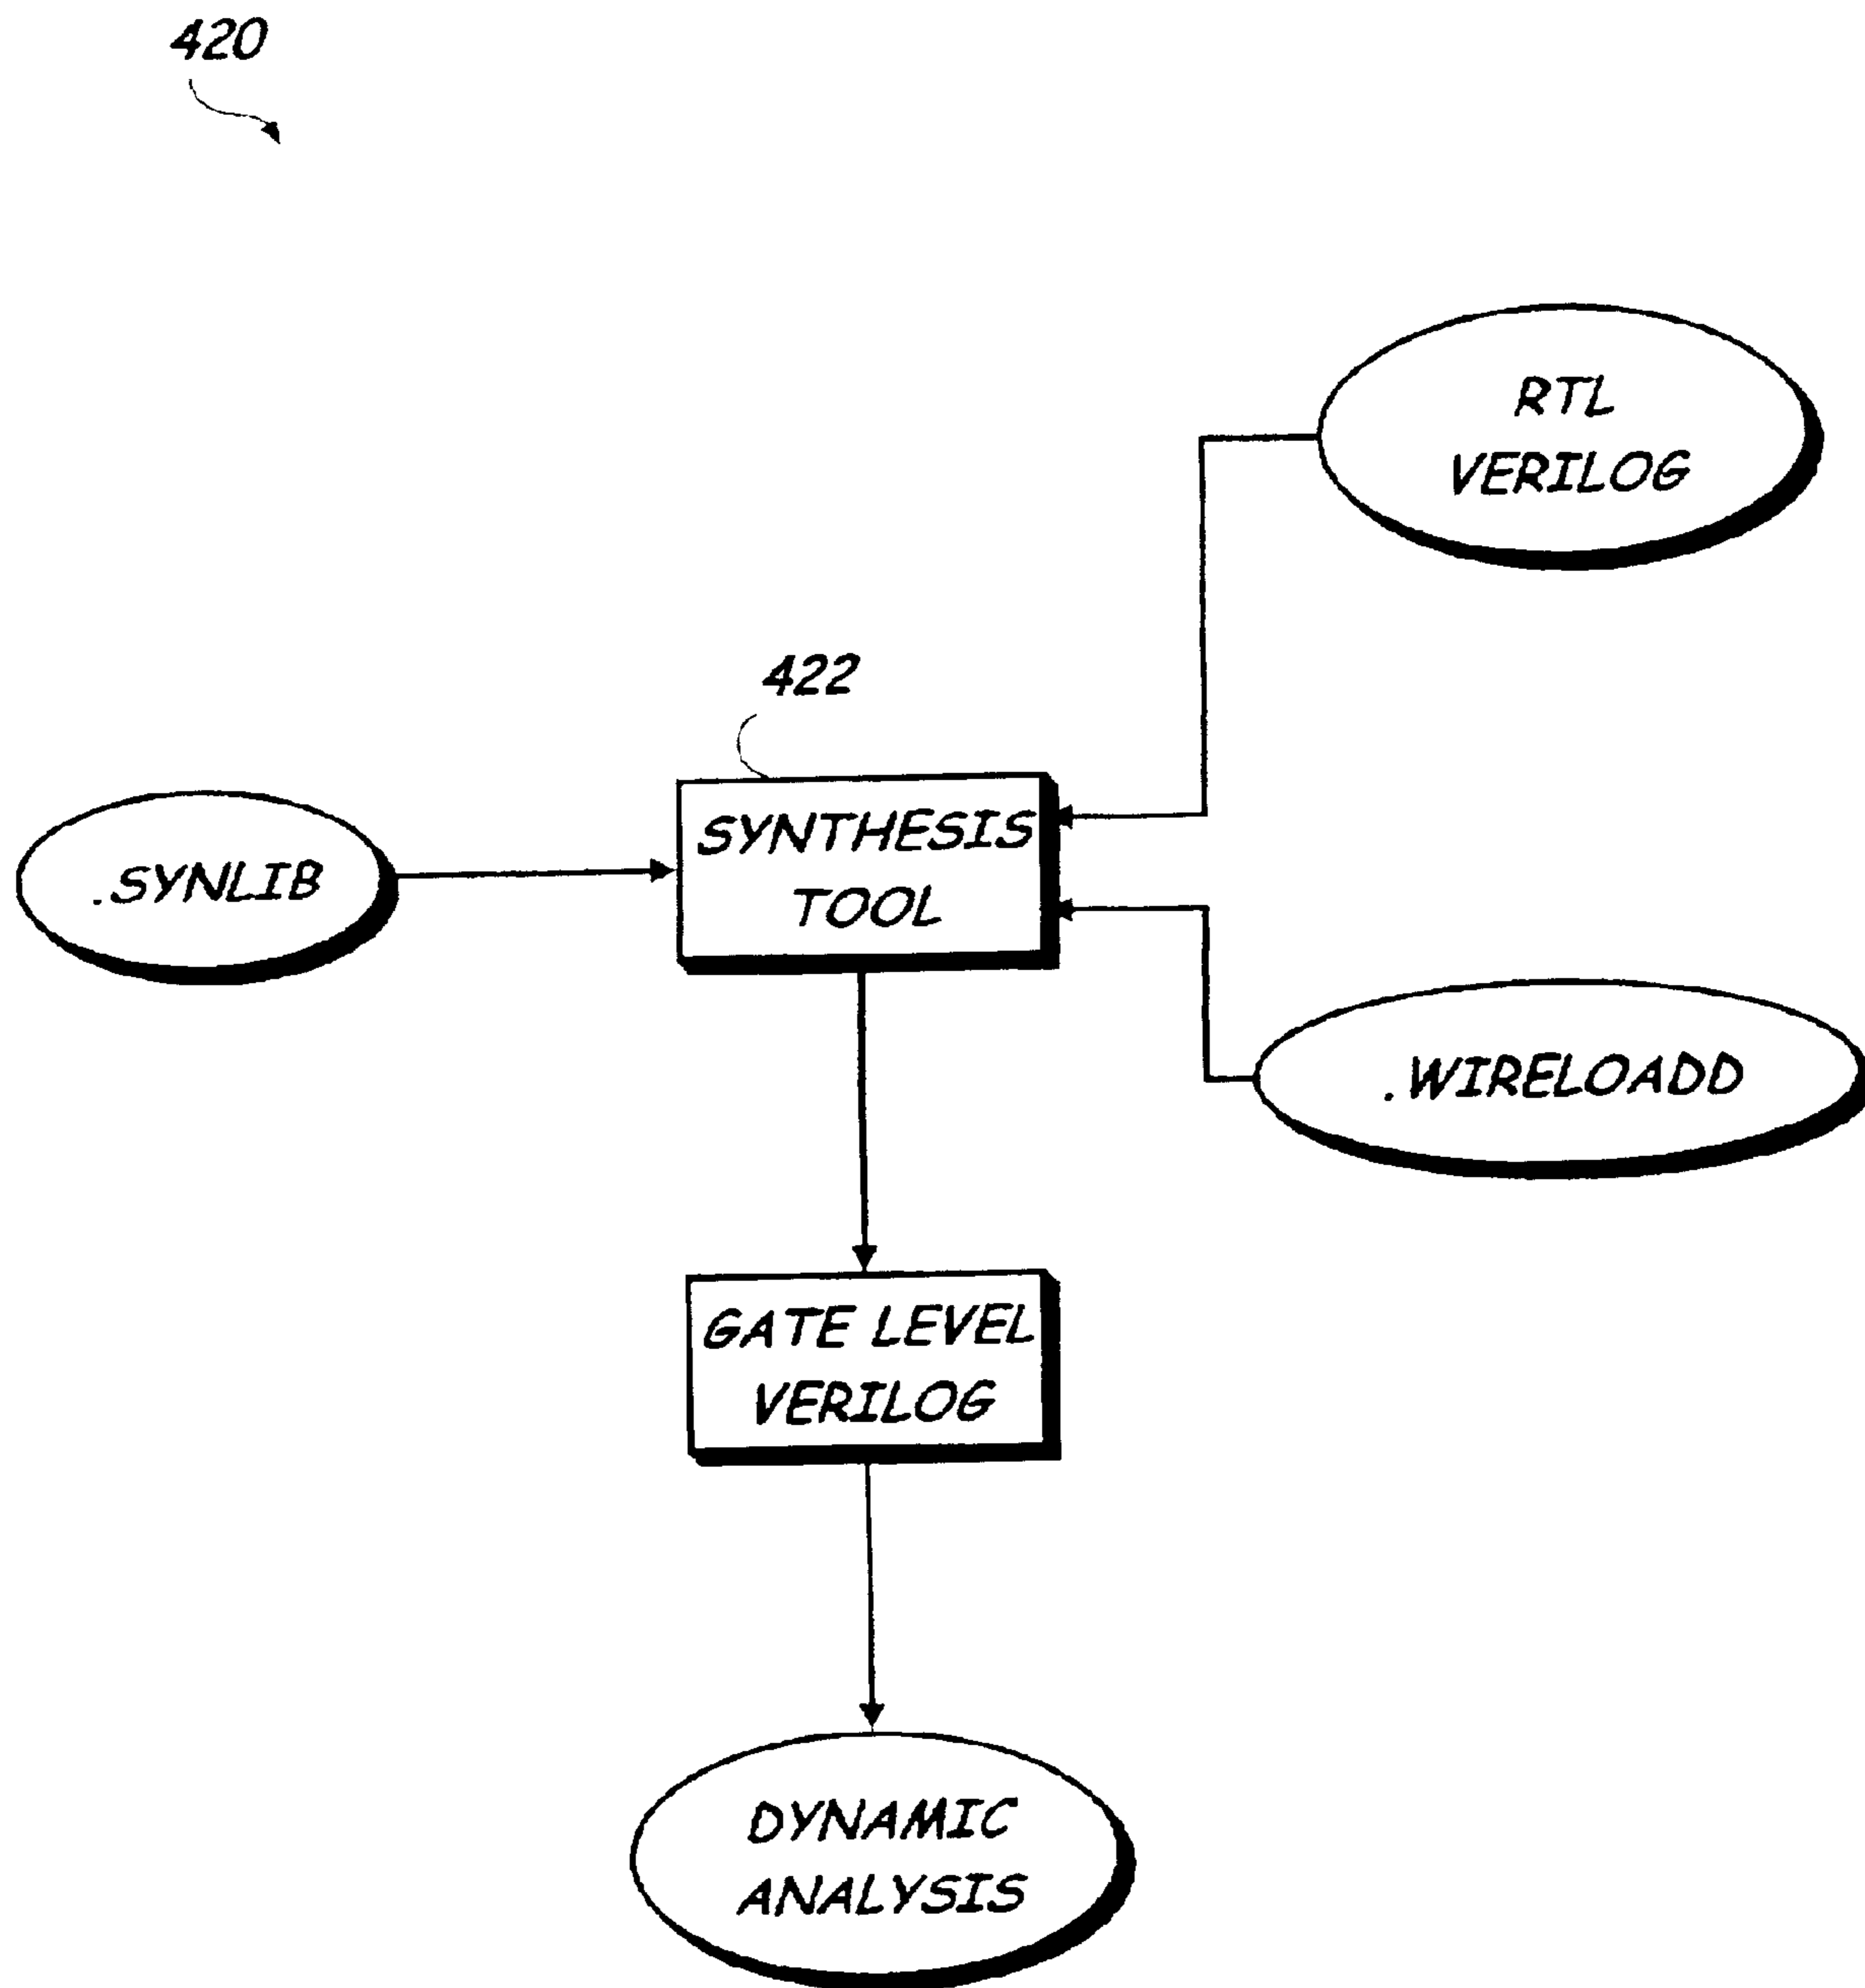 420
RTL
VERILOG
422
SYNTHESIS
TOOL
.SYNLIB
.WIRELOADD
GATE LEVEL
VERILOG
DYNAMIC
ANALYSIS